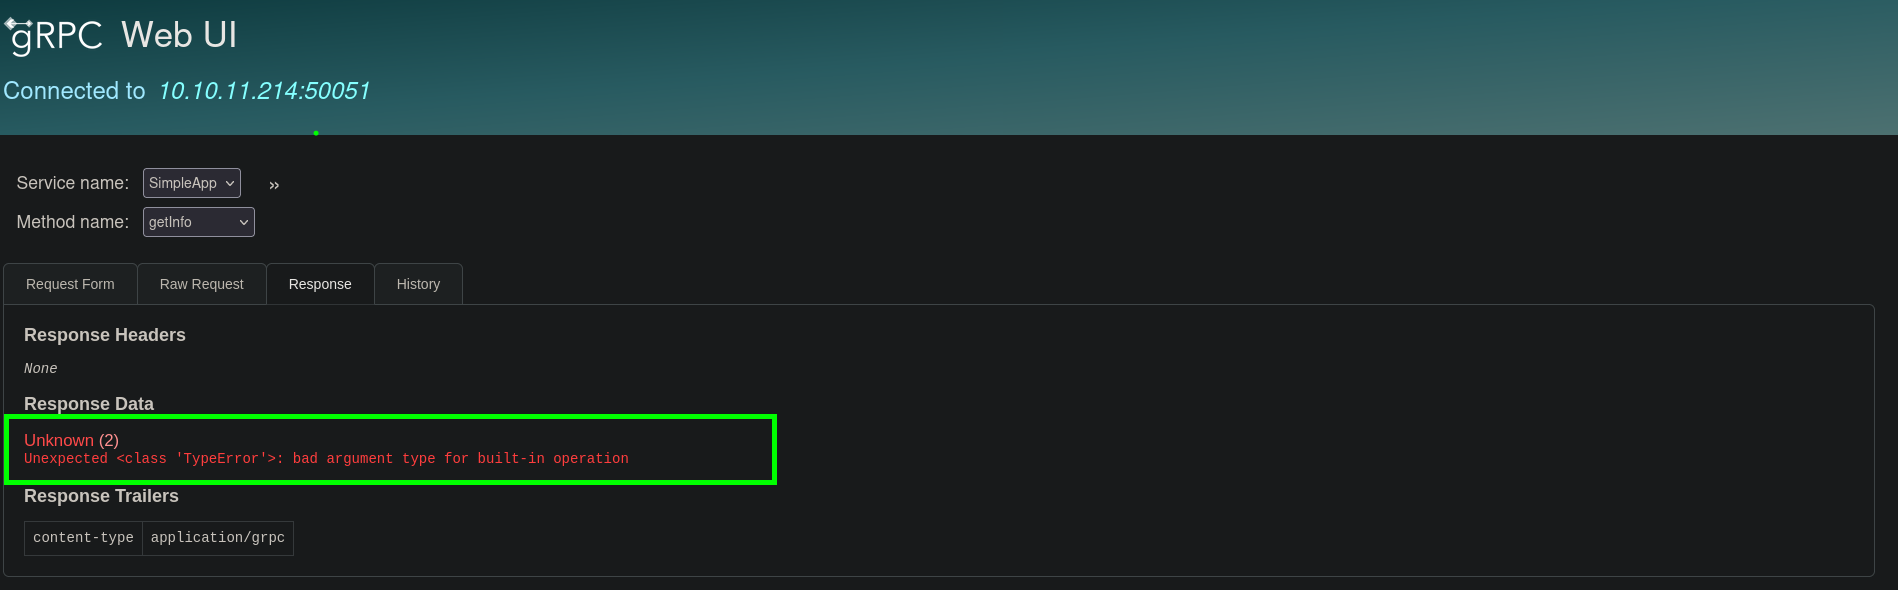 gRPC Web UI
Connected to 10.10.11.214:50051
Service name: SimpleApp »
Method name: getInfo
Request Form Raw Request Response History
Response Headers
None
Response Data
Unknown (2)
Unexpected <class 'TypeError'>: bad argument type for built-in operation
Response Trailers
content-type application/grpc